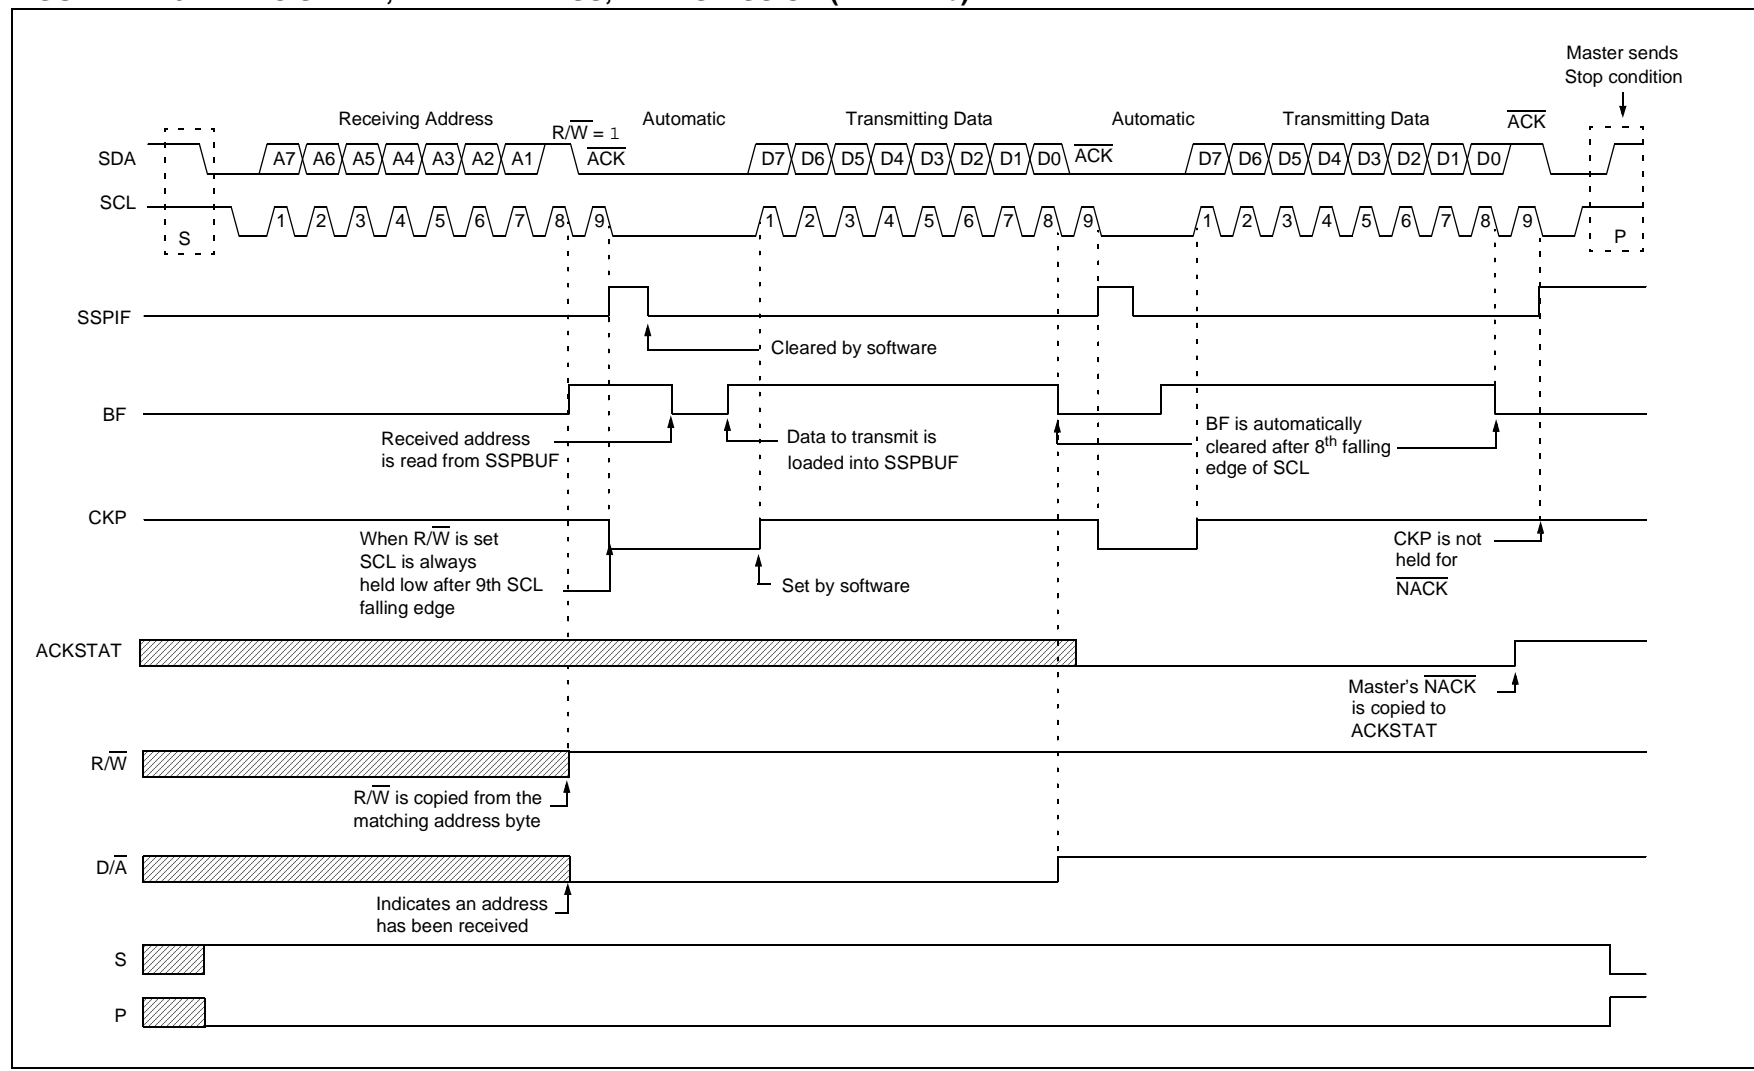 Master sends
Stop condition
Receiving Address
R/W = 1
Automatic
Transmitting Data
Automatic
Transmitting Data
ACK
SDA
A7 A6 A5 A4 A3 A2 A1
ACK
D7 D6 D5 D4 D3 D2 D1 D0
ACK
D7 D6 D5 D4 D3 D2 D1 D0
SCL
S
1 2 3 4 5 6 7 8 9
1 2 3 4 5 6 7 8 9
1 2 3 4 5 6 7 8 9
P
SSPIF
Cleared by software
BF
Received address
is read from SSPBUF
Data to transmit is
loaded into SSPBUF
BF is automatically
cleared after 8th falling
edge of SCL
CKP
When R/W is set
SCL is always
held low after 9th SCL
falling edge
Set by software
CKP is not
held for
NACK
ACKSTAT
Master's NACK
is copied to
ACKSTAT
R/W
R/W is copied from the
matching address byte
D/A
Indicates an address
has been received
S
P